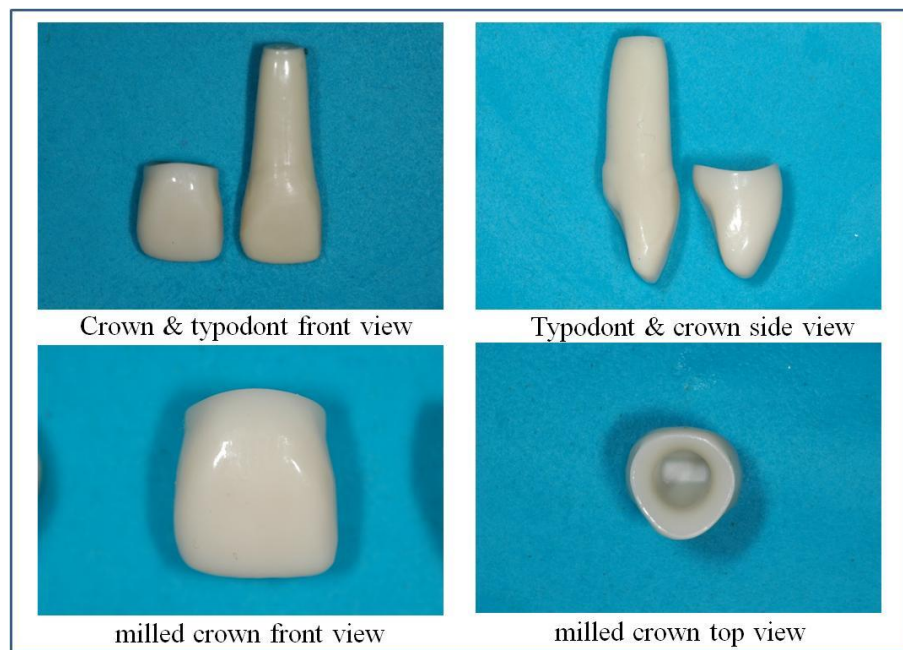 Crown & typodont front view
Typodont & crown side view
milled crown front view
milled crown top view